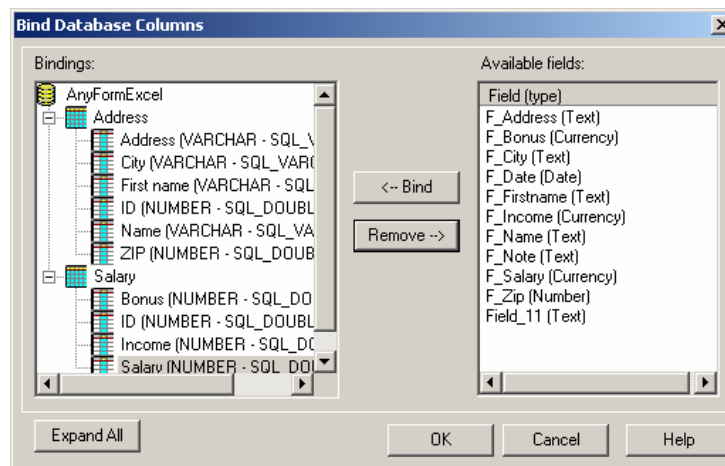 Bind Database Columns
Bindings:
AnyFormExcel
Address
Address (VARCHAR - SQL_V
City (VARCHAR - SQL_VAR(
First name (VARCHAR - SQL_
ID (NUMBER - SQL_DOUBL
Name (VARCHAR - SQL_VA
ZIP (NUMBER - SQL_DOUB
Salary
Bonus (NUMBER - SQL_DO
ID (NUMBER - SQL_DOUBL
Income (NUMBER - SQL_DO
Salary (NUMBER - SQL_DO
<-- Bind
Remove -->
Available fields:
Field (type)
F_Address (Text)
F_Bonus (Currency)
F_City (Text)
F_Date (Date)
F_Firstname (Text)
F_Income (Currency)
F_Name (Text)
F_Note (Text)
F_Salary (Currency)
F_Zip (Number)
Field_11 (Text)
Expand All
OK
Cancel
Help